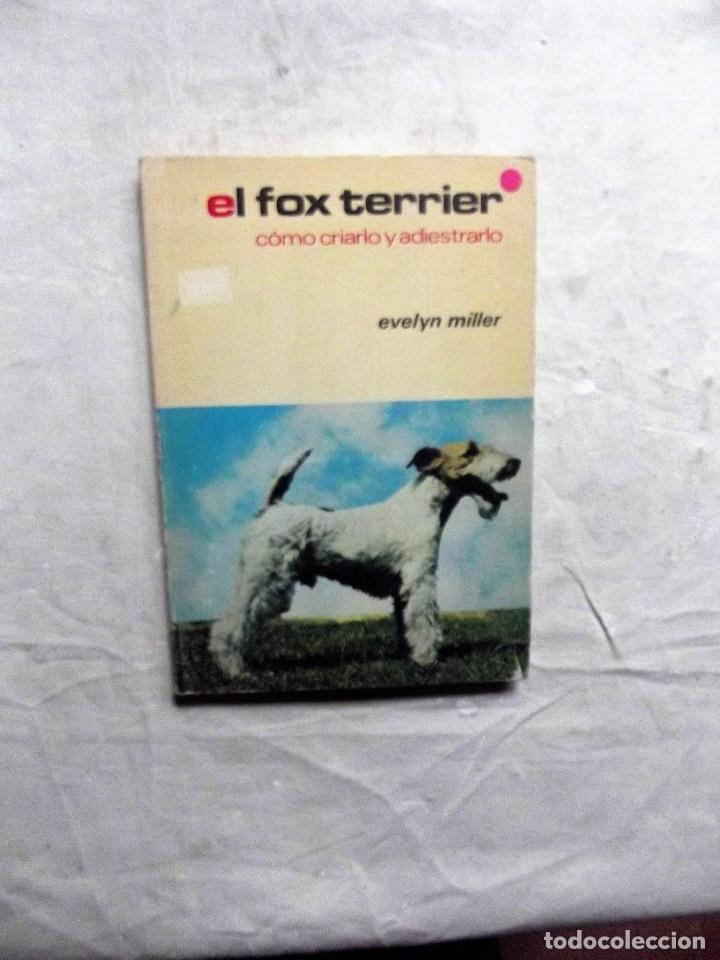 el fox terrier
cómo criarlo y adiestrarlo
evelyn miller
todocoleccion